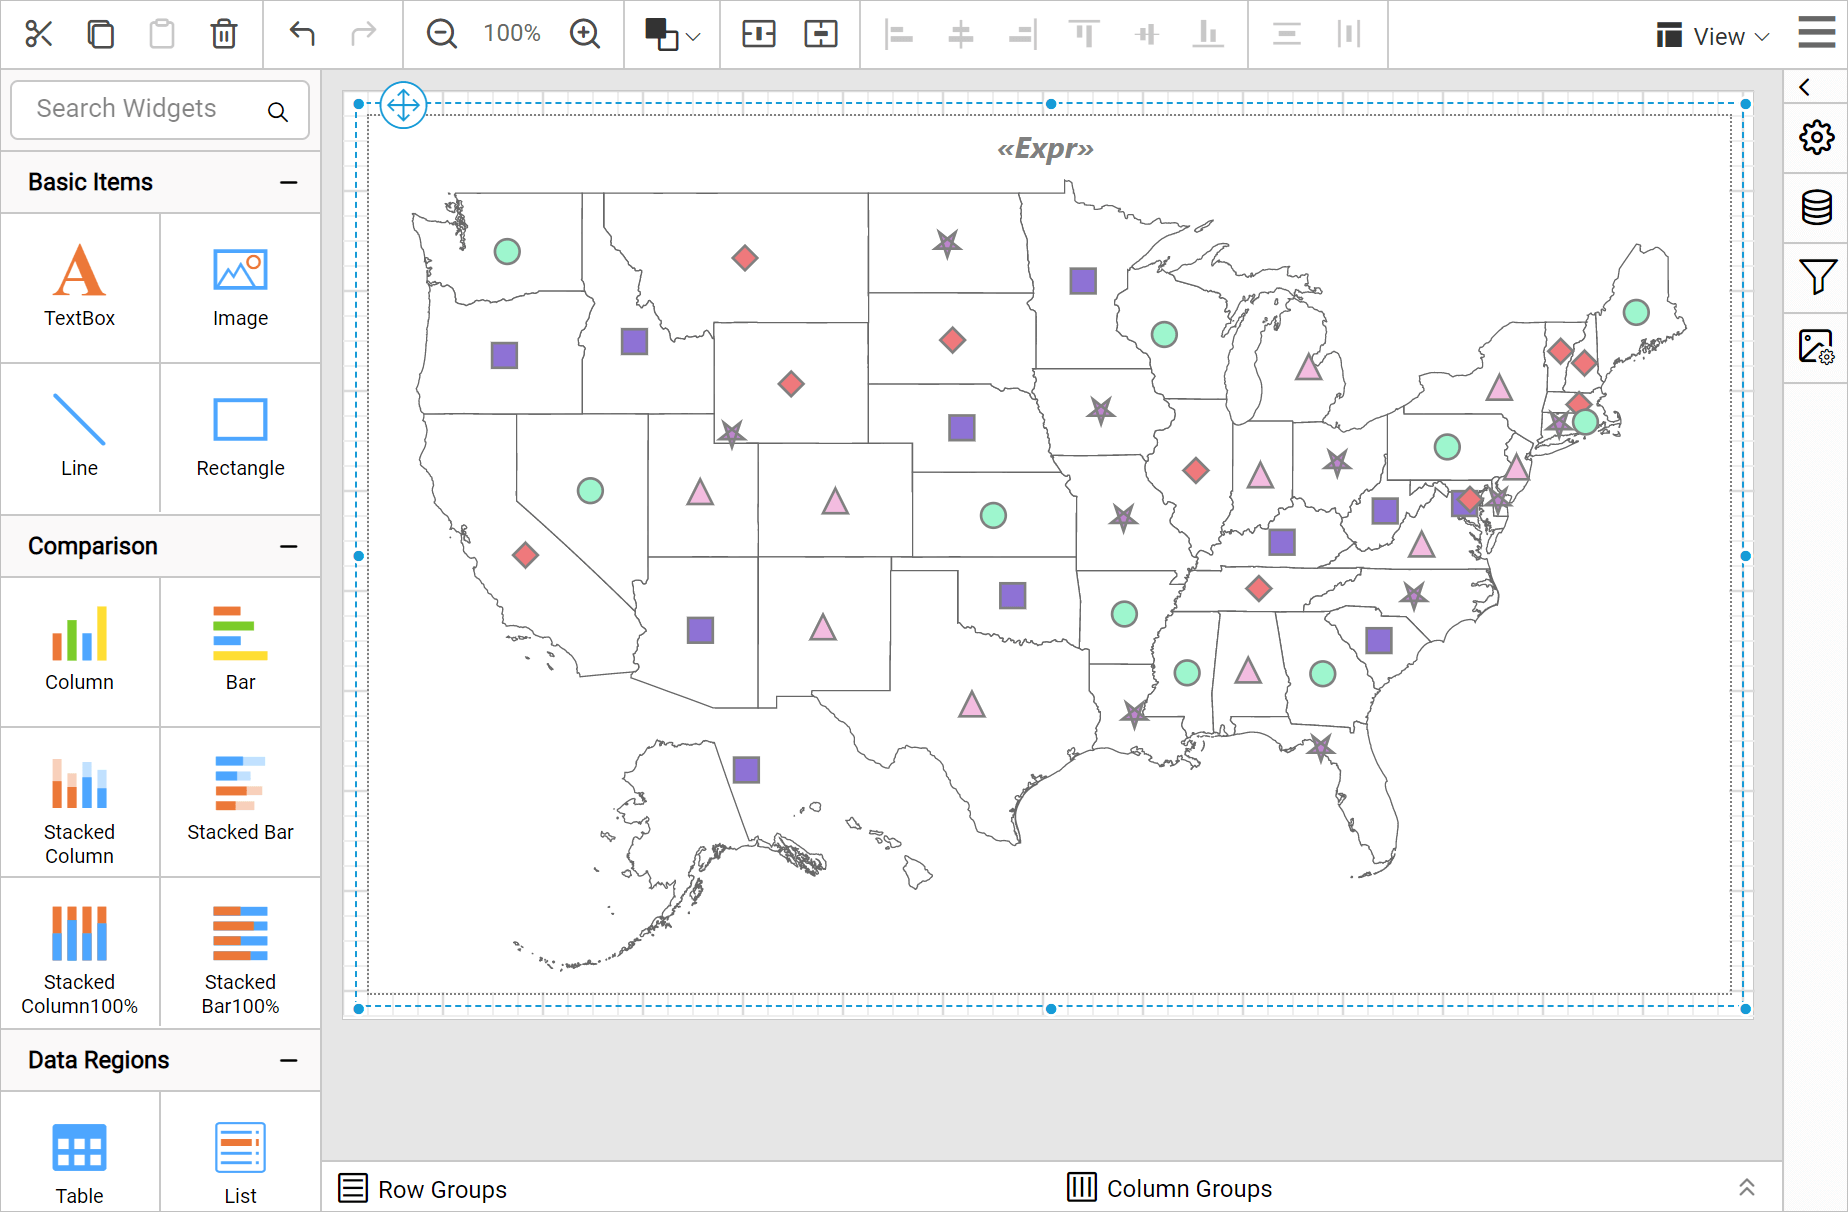 100%
View
Search Widgets
Basic Items
TextBox
Image
Line
Rectangle
Comparison
Column
Bar
Stacked
Column
Stacked Bar
Stacked
Column100%
Stacked
Bar100%
Data Regions
Table
List
«Expr»
Row Groups
Column Groups